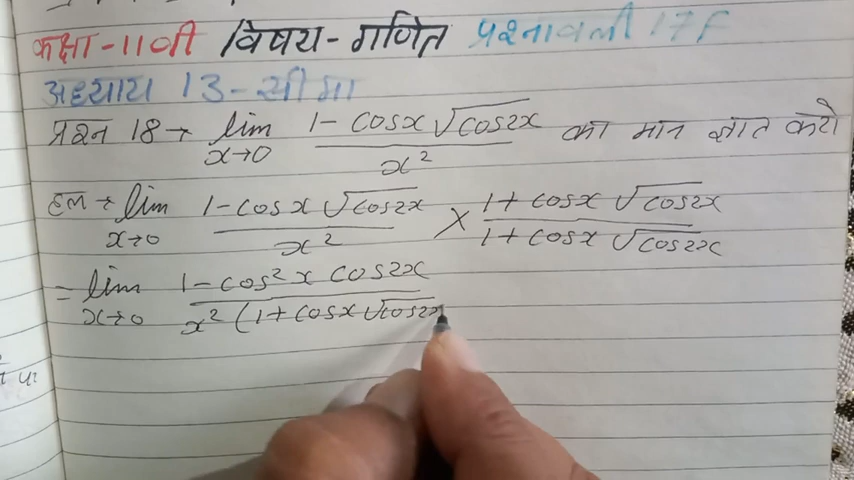 कक्षा-11वी विषय-गणित प्रश्नावली 17F
अध्याय 13-सीमा
प्रश्न 18→ lim x→0 (1-cosx√cos2x)/x² का मान ज्ञात करो
हल→ lim x→0 (1-cosx√cos2x)/x² × (1+cosx√cos2x)/(1+cosx√cos2x)
= lim x→0 (1-cos²x cos2x)/x²(1+cosx√cos2x